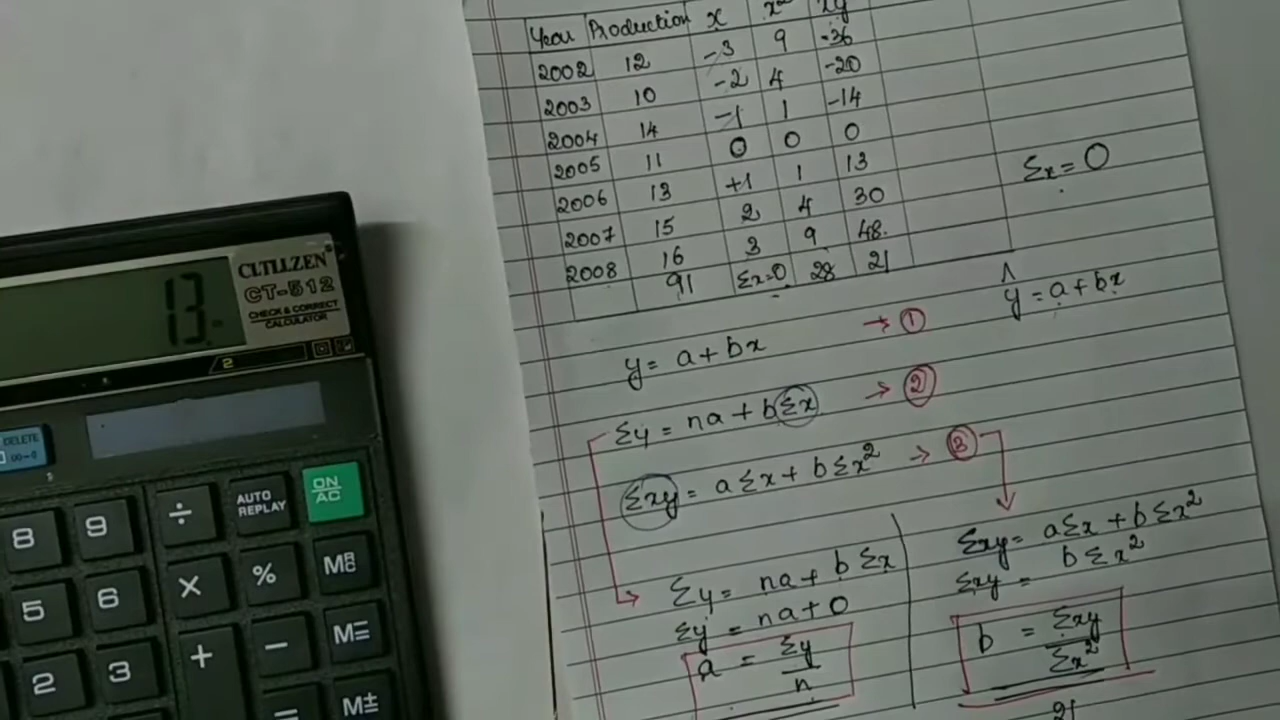 Year Production x x² xy
2002 12 -3 9 -36
2003 10 -2 4 -20
2004 14 -1 1 -14
2005 11 0 0 0
2006 13 +1 1 13
2007 15 2 4 30
2008 16 3 9 48
91 Σx=0 28 21
Σx = 0
ŷ = a + bx
y = a + bx → ①
Σy = na + bΣx → ②
Σxy = aΣx + bΣx² → ③
Σy = na + bΣx
Σy = na + 0
a = Σy/n
Σxy = aΣx + bΣx²
Σxy = bΣx²
b = Σxy/Σx²
21
13.
CLTLLZEN
CT-512
CHECK & CORRECT
CALCULATOR
2
DELETE
00→0
ON/AC
AUTO REPLAY
÷
9
8
M
%
×
6
5
M=
−
+
3
2
M±
=